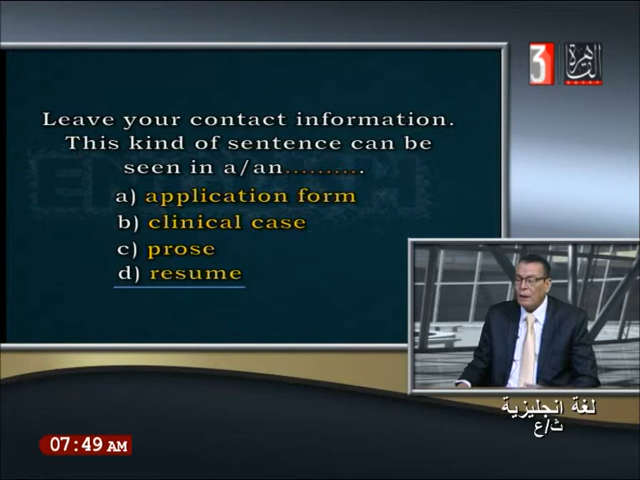 3
القاهرة
Leave your contact information.
This kind of sentence can be
seen in a/an...........
a) application form
b) clinical case
c) prose
d) resume
لغة انجليزية
ث/ع
07:49 AM